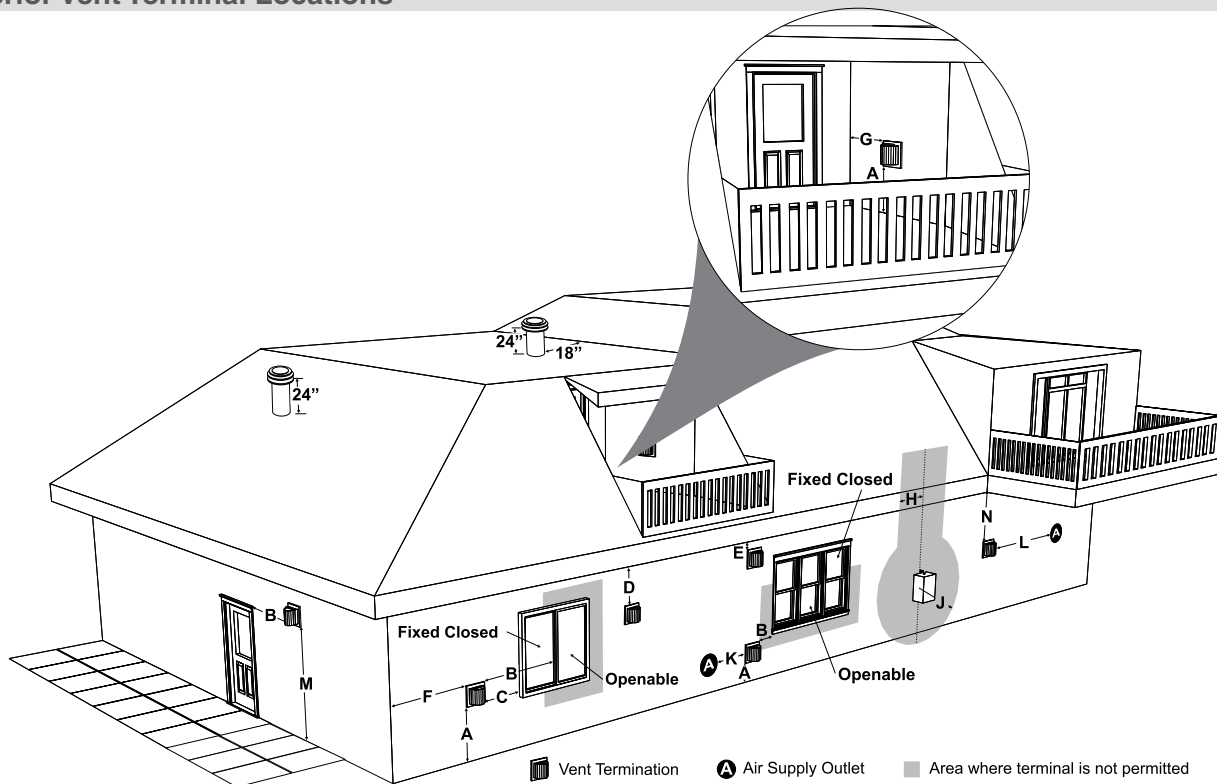 Vent Terminal Locations
G
A
24”
18”
24”
Fixed Closed
H
N
E
L
A
D
B
J
Fixed Closed
B
M
B
Openable
K
A
A
Openable
F
C
A
Vent Termination
A Air Supply Outlet
Area where terminal is not permitted